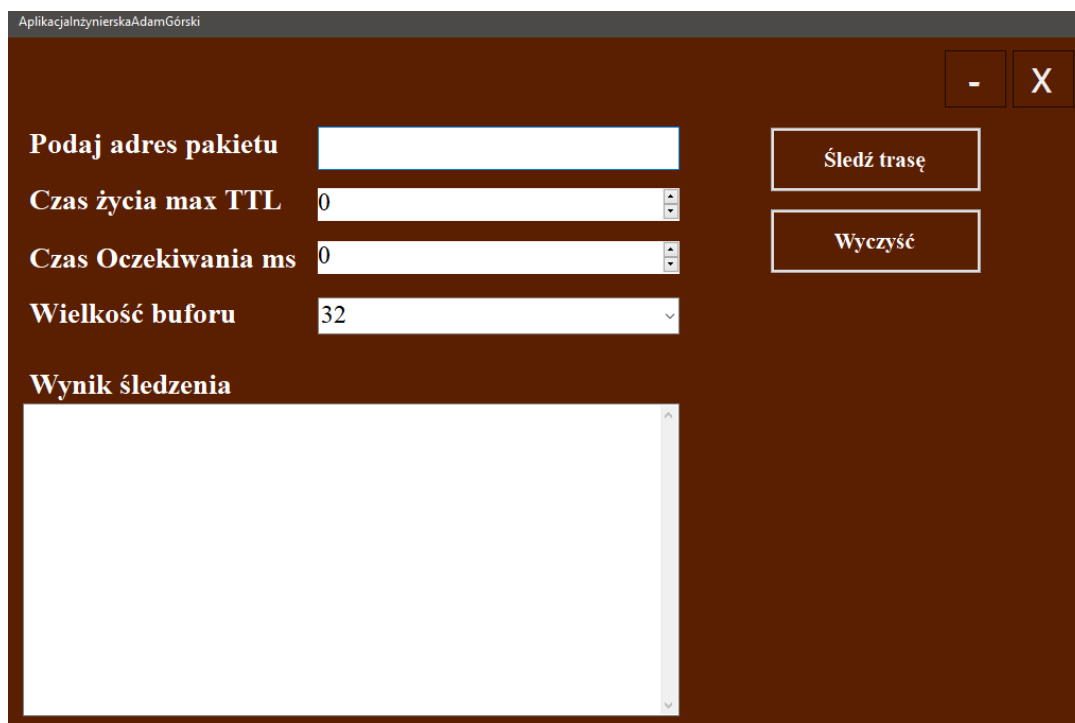 AplikacjaInżynierskaAdamGórski
- X
Podaj adres pakietu
Śledź trasę
Czas życia max TTL 0
Wyczyść
Czas Oczekiwania ms 0
Wielkość buforu 32
Wynik śledzenia